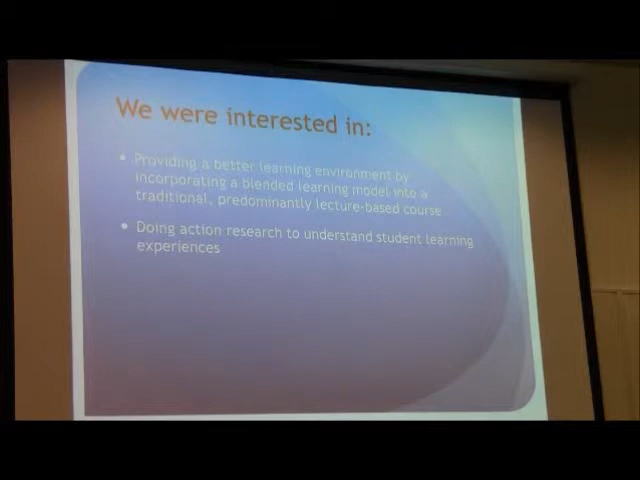 We were interested in:
• Providing a better learning environment by
incorporating a blended learning model into a
traditional, predominantly lecture-based course
• Doing action research to understand student learning
experiences